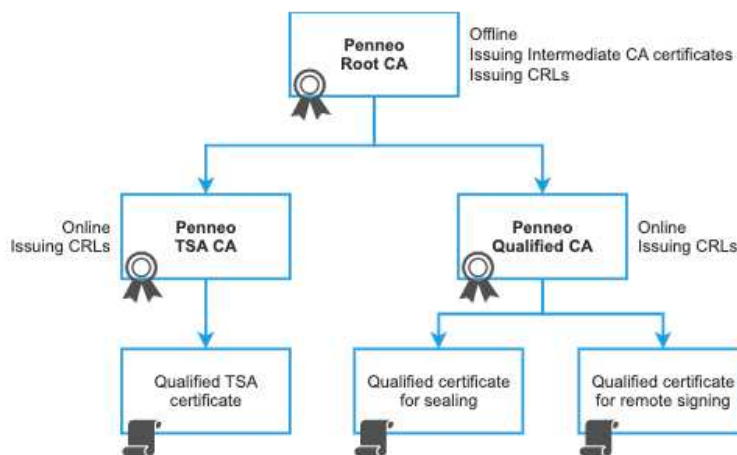 Penneo
Root CA
Offline
Issuing Intermediate CA certificates
Issuing CRLs
Online
Issuing CRLs
Penneo
TSA CA
Penneo
Qualified CA
Online
Issuing CRLs
Qualified TSA
certificate
Qualified certificate
for sealing
Qualified certificate
for remote signing